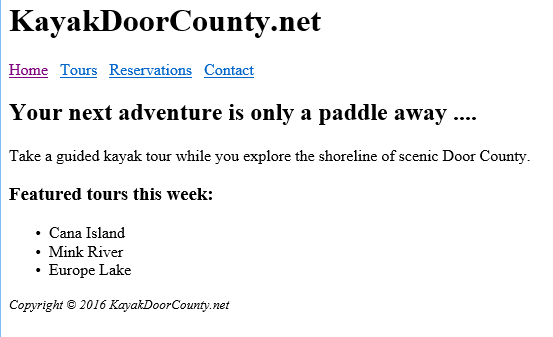 KayakDoorCounty.net
Home Tours Reservations Contact
Your next adventure is only a paddle away ....
Take a guided kayak tour while you explore the shoreline of scenic Door County.
Featured tours this week:
• Cana Island
• Mink River
• Europe Lake
Copyright © 2016 KayakDoorCounty.net